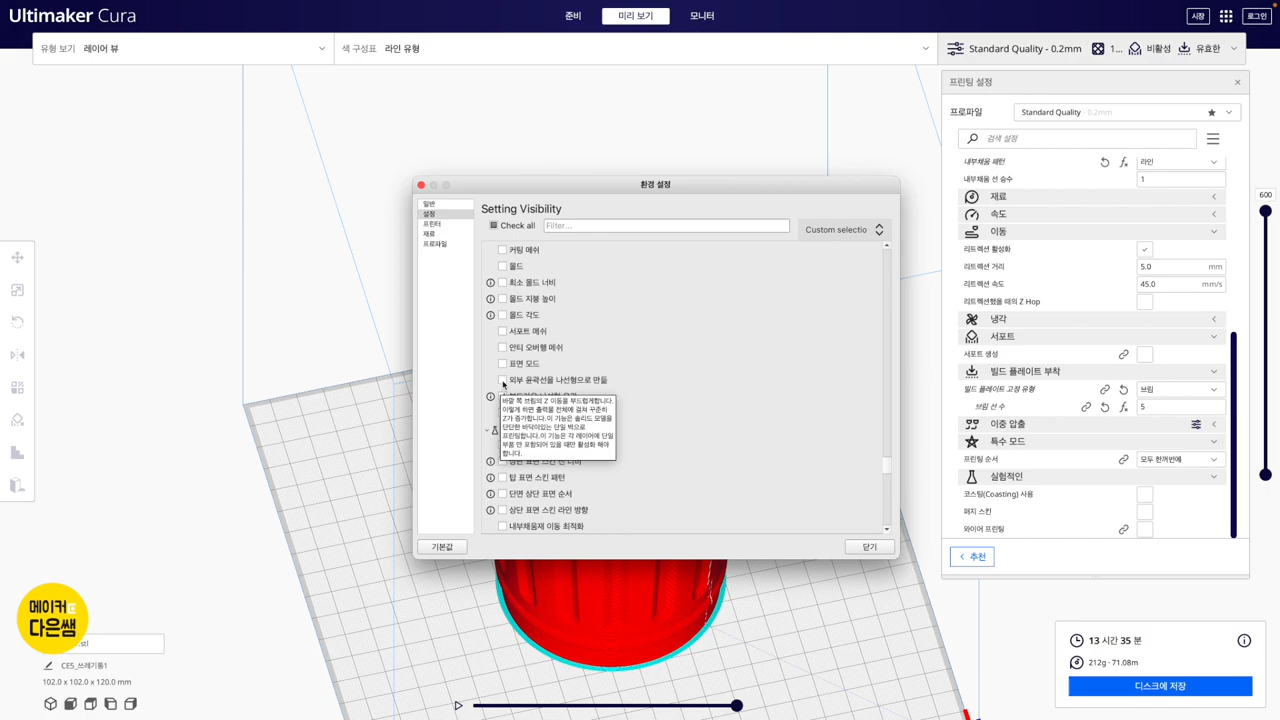 Ultimaker Cura
준비
미리 보기
모니터
시장
로그인
유형 보기 레이어 뷰
색 구성표 라인 유형
Standard Quality - 0.2mm
1...
비활성
유효한
프린팅 설정
프로파일
Standard Quality - 0.2mm
검색 설정
내부채움 패턴
라인
내부채움 선 승수
1
재료
속도
이동
리트렉션 활성화
리트렉션 거리
5.0 mm
리트렉션 속도
45.0 mm/s
리트렉션했을 때의 Z Hop
냉각
서포트
서포트 생성
빌드 플레이트 부착
빌드 플레이트 고정 유형
브림
브림 선 수
5
이중 압출
특수 모드
프린팅 순서
모두 한꺼번에
실험적인
코스팅(Coasting) 사용
퍼지 스킨
와이어 프린팅
추천
600
환경 설정
일반
설정
프린터
재료
프로파일
Setting Visibility
Check all
Filter...
Custom selectio
커팅 메쉬
몰드
최소 몰드 너비
몰드 지붕 높이
몰드 각도
서포트 메쉬
안티 오버행 메쉬
표면 모드
외부 윤곽선을 나선형으로 만듦
바깥 쪽 브림의 Z 이동을 부드럽게합니다.
이렇게 하면 출력물 전체에 걸쳐 꾸준히
Z가 증가합니다.이 기능은 솔리드 모델을
단단한 바닥이있는 단일 벽으로
프린팅합니다.이 기능은 각 레이어에 단일
부품 만 포함되어 있을 때만 활성화 해야
합니다.
탑 표면 스킨 패턴
단면 상단 표면 순서
상단 표면 스킨 라인 방향
내부채움재 이동 최적화
기본값
닫기
메이커
다은쌤
.stl
CE5_쓰레기통1
102.0 x 102.0 x 120.0 mm
13 시간 35 분
212g · 71.08m
디스크에 저장